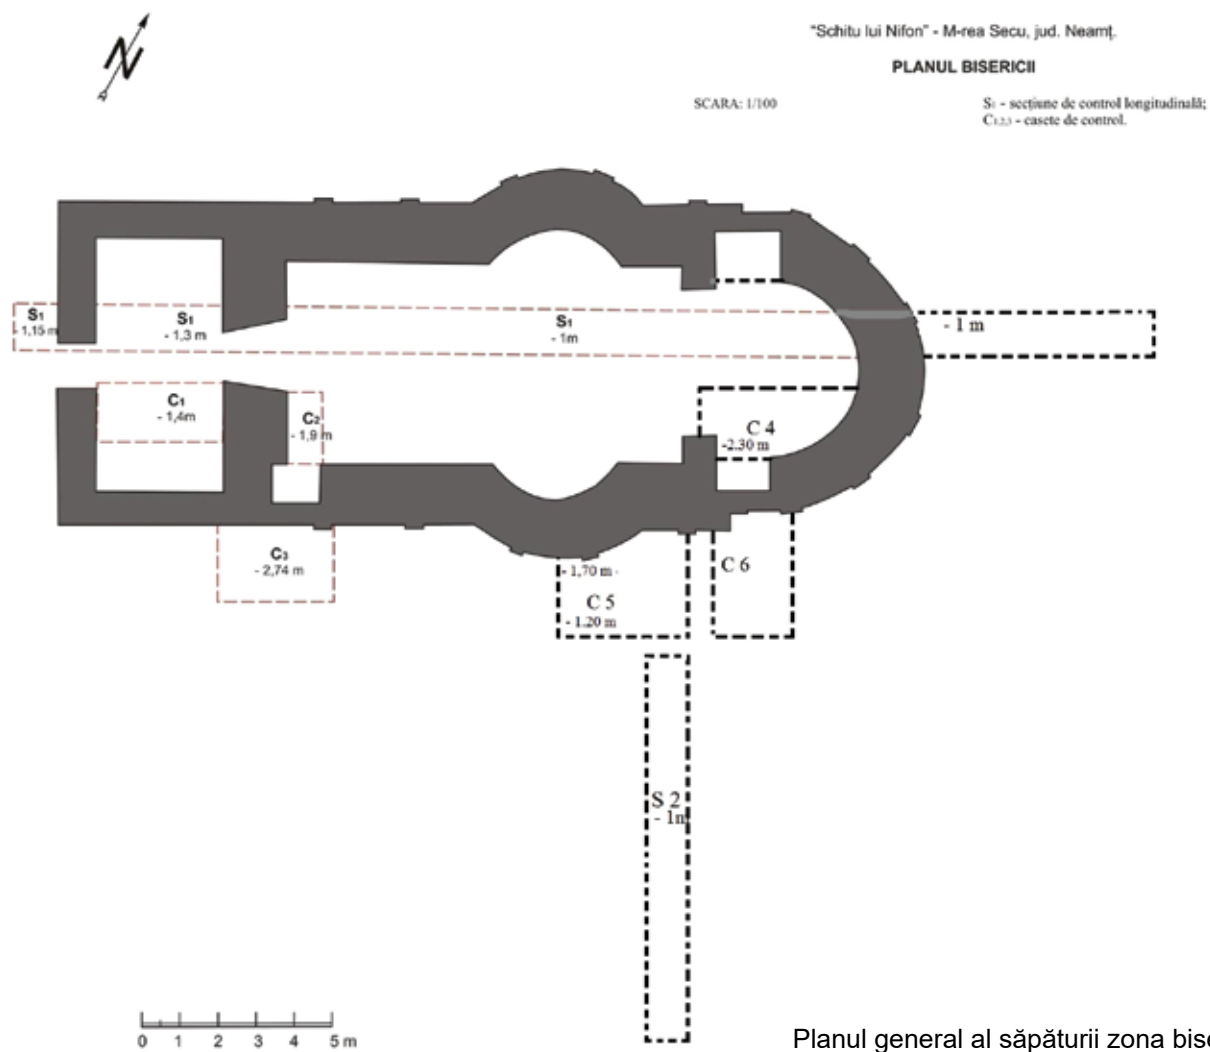 "Schitu lui Nifon" - M-rea Secu, jud. Neamț.
PLANUL BISERICII
SCARA: 1/100
S1 - secțiune de control longitudinală;
C1,2,3 - casete de control.
N
S1
- 1,15 m
S1
- 1,3 m
S1
- 1m
- 1 m
C1
- 1,4m
C2
- 1,9 m
C 4
-2.30 m
C3
- 2,74 m
- 1,70 m -
C 5
- 1.20 m
C 6
S 2
- 1m
0 1 2 3 4 5 m
Planul general al săpăturii zona